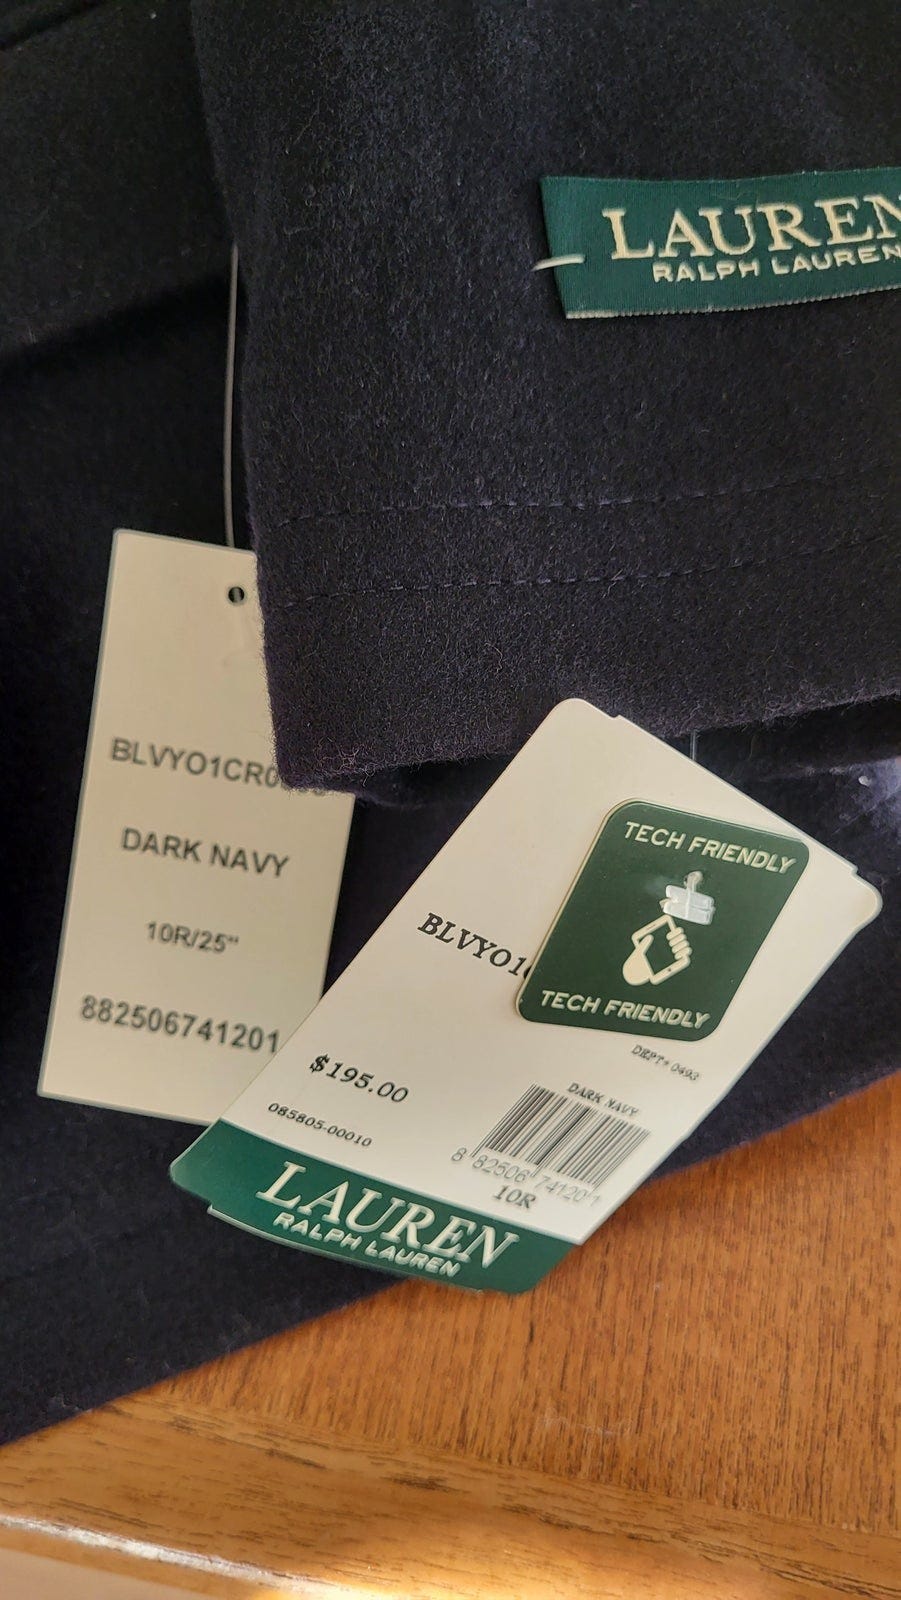 LAUREN
RALPH LAUREN
BLVYO1CR0
DARK NAVY
10R/25"
882506741201
TECH FRIENDLY
TECH FRIENDLY
BLVYO1
DEPT+ 0493
$195.00
085805-00010
DARK NAVY
8 82506 74120 1
10R
LAUREN
RALPH LAUREN